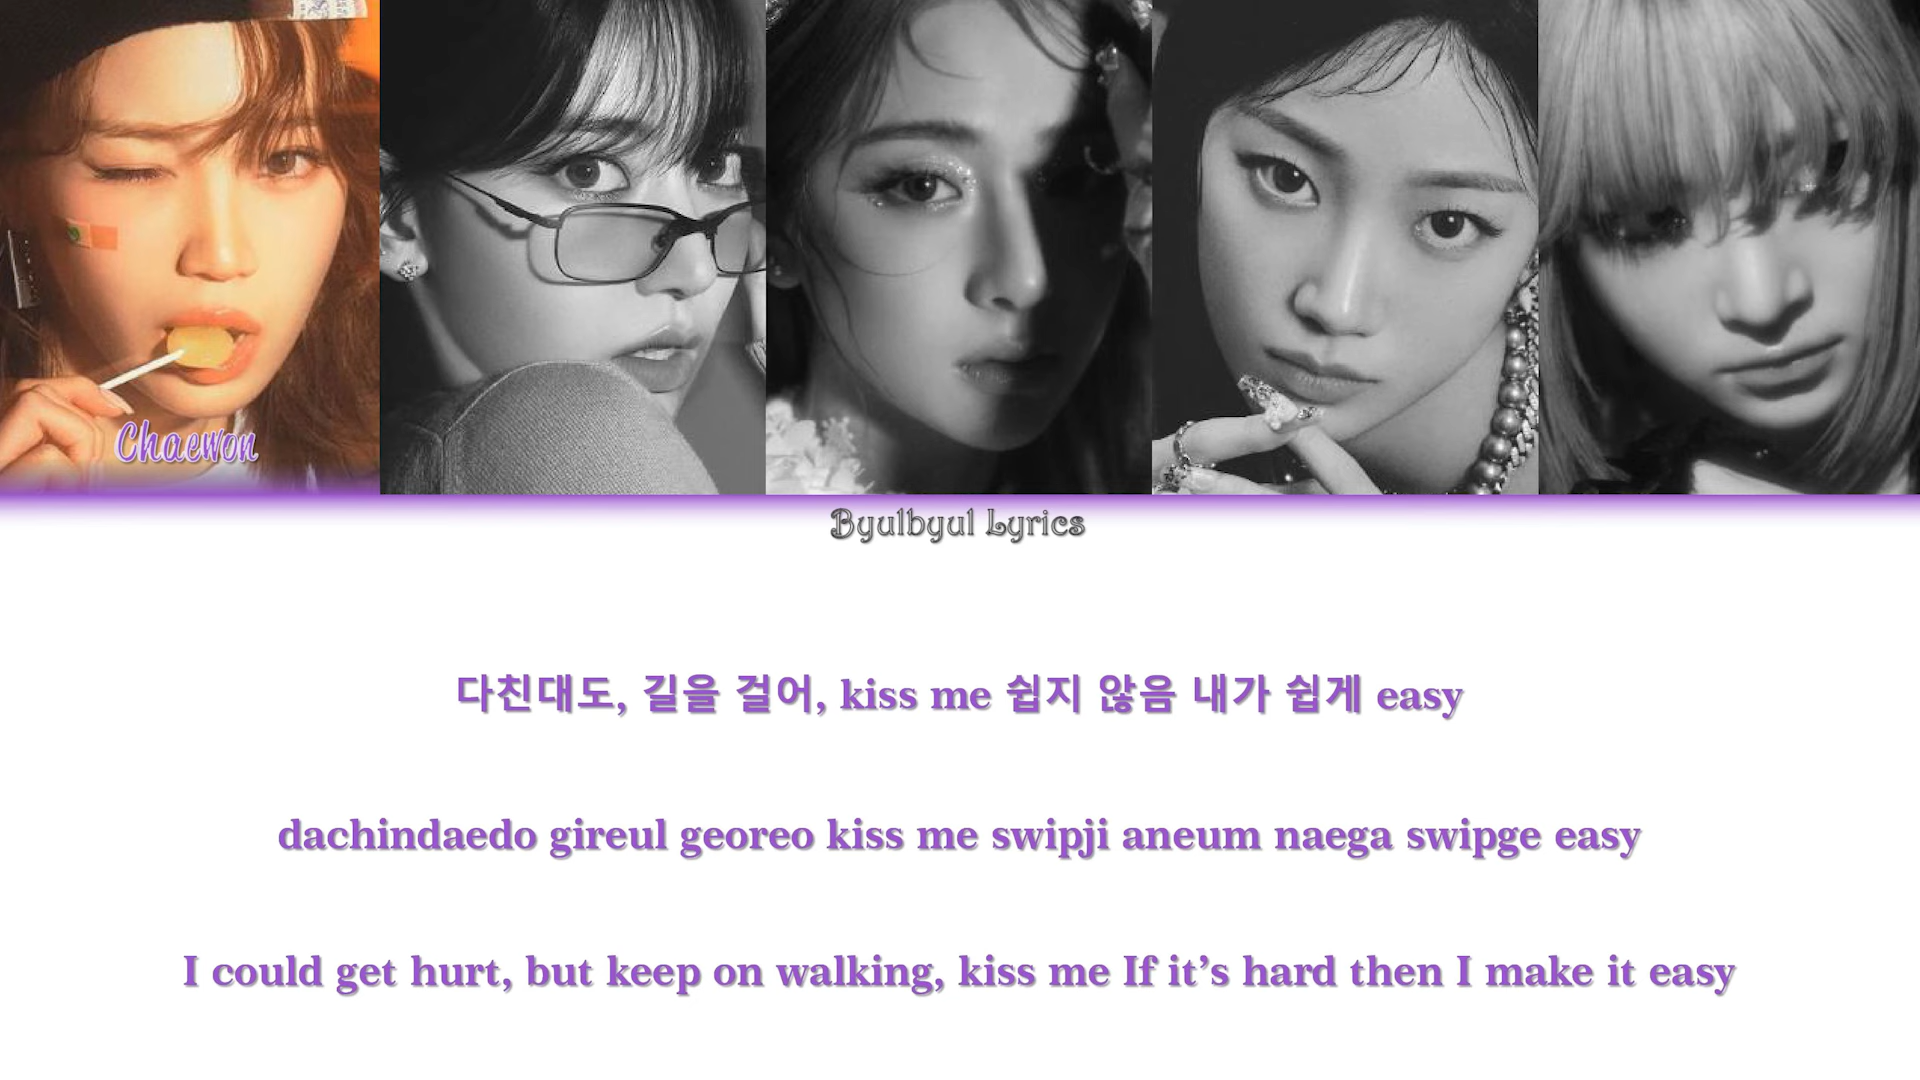 Chaewon
Byulbyul Lyrics
다친대도, 길을 걸어, kiss me 쉽지 않음 내가 쉽게 easy
dachindaedo gireul georeo kiss me swipji aneum naega swipge easy
I could get hurt, but keep on walking, kiss me If it’s hard then I make it easy